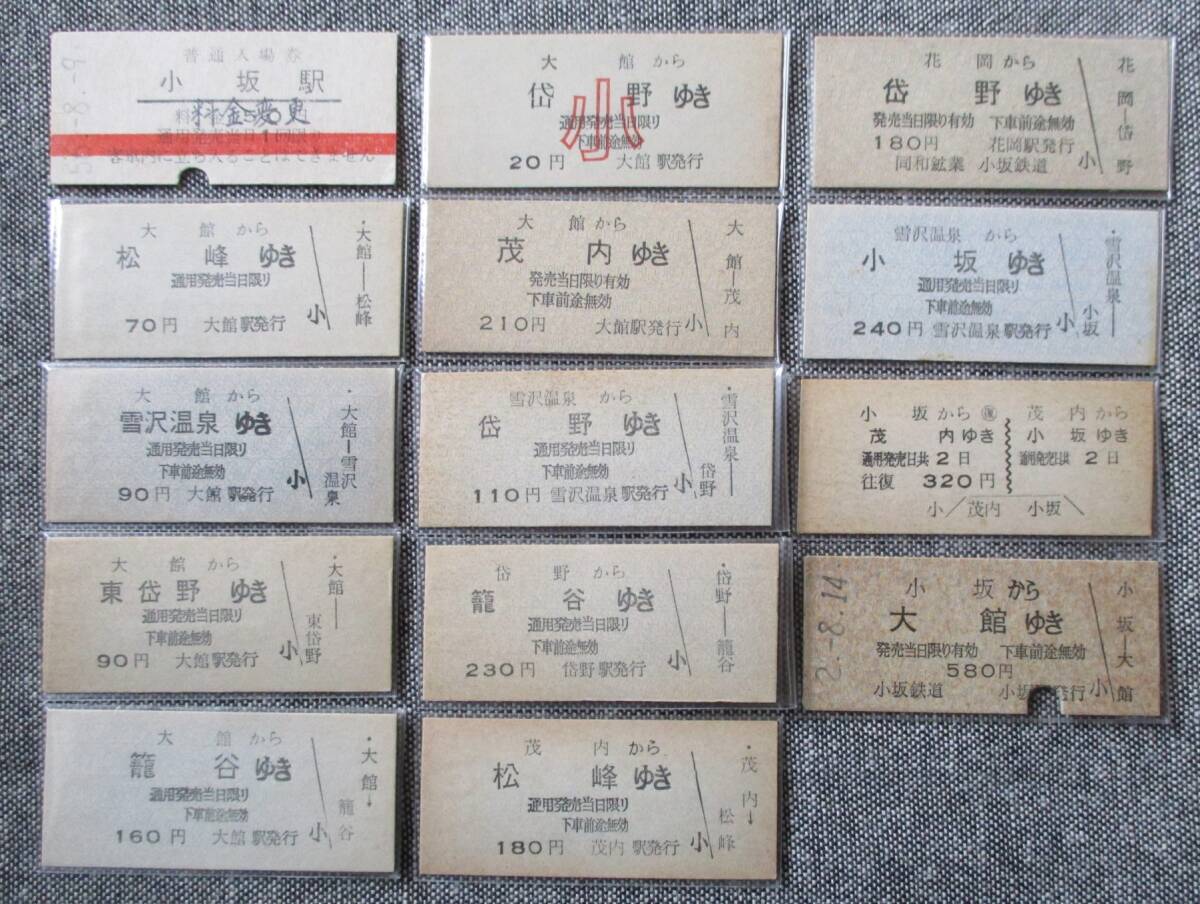 普通入場券
小坂駅
料金変更
通用発売当日1回限り
客車内に立ち入ることはできません
-8.-9
大館から
松峰ゆき
通用発売当日限り
70円 大館駅発行
小
・大館―松峰
大館から
雪沢温泉ゆき
通用発売当日限り
下車前途無効
90円 大館駅発行
小
・大館―雪沢温泉
大館から
東岱野ゆき
通用発売当日限り
下車前途無効
90円 大館駅発行
小
・大館―
東岱野
大館から
籠谷ゆき
通用発売当日限り
下車前途無効
160円 大館駅発行
小
・大館→
籠谷
大館から
岱野ゆき
小
通用発売当日限り
下車前途無効
20円 大館駅発行
大館から
茂内ゆき
発売当日限り有効
下車前途無効
210円 大館駅発行
小
大館―茂内
雪沢温泉から
岱野ゆき
通用発売当日限り
下車前途無効
110円 雪沢温泉駅発行
小
・雪沢温泉―
岱野
岱野から
籠谷ゆき
通用発売当日限り
下車前途無効
230円 岱野駅発行
小
・岱野―籠谷
茂内から
松峰ゆき
通用発売当日限り
下車前途無効
180円 茂内駅発行
小
・茂内→
松峰
花岡から
岱野ゆき
発売当日限り有効 下車前途無効
180円 花岡駅発行
同和鉱業 小坂鉄道
小
花岡―岱野
雪沢温泉から
小坂ゆき
通用発売当日限り
下車前途無効
240円 雪沢温泉駅発行
小
・雪沢温泉―
小坂
小坂から ㊢
茂内ゆき
通用発売日共2日
往復 320円
茂内から
小坂ゆき
通用発売日共2日
小/茂内 小坂\
2.-8.14
小坂から
大館ゆき
発売当日限り有効 下車前途無効
580円
小坂鉄道 小坂 発行
小
小坂―大館